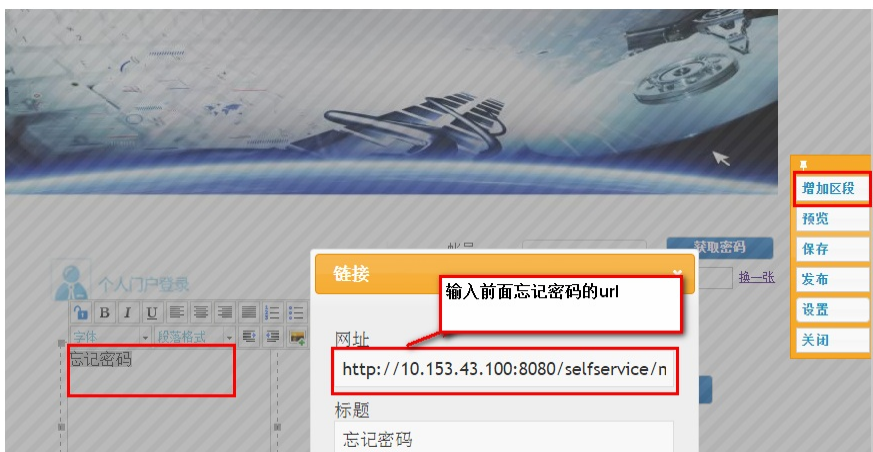 增加区段
预览
保存
发布
设置
关闭
帐号
获取密码
换一张
个人门户登录
B I U
字体
段落格式
忘记密码
链接
输入前面忘记密码的url
网址
http://10.153.43.100:8080/selfservice/n
标题
忘记密码